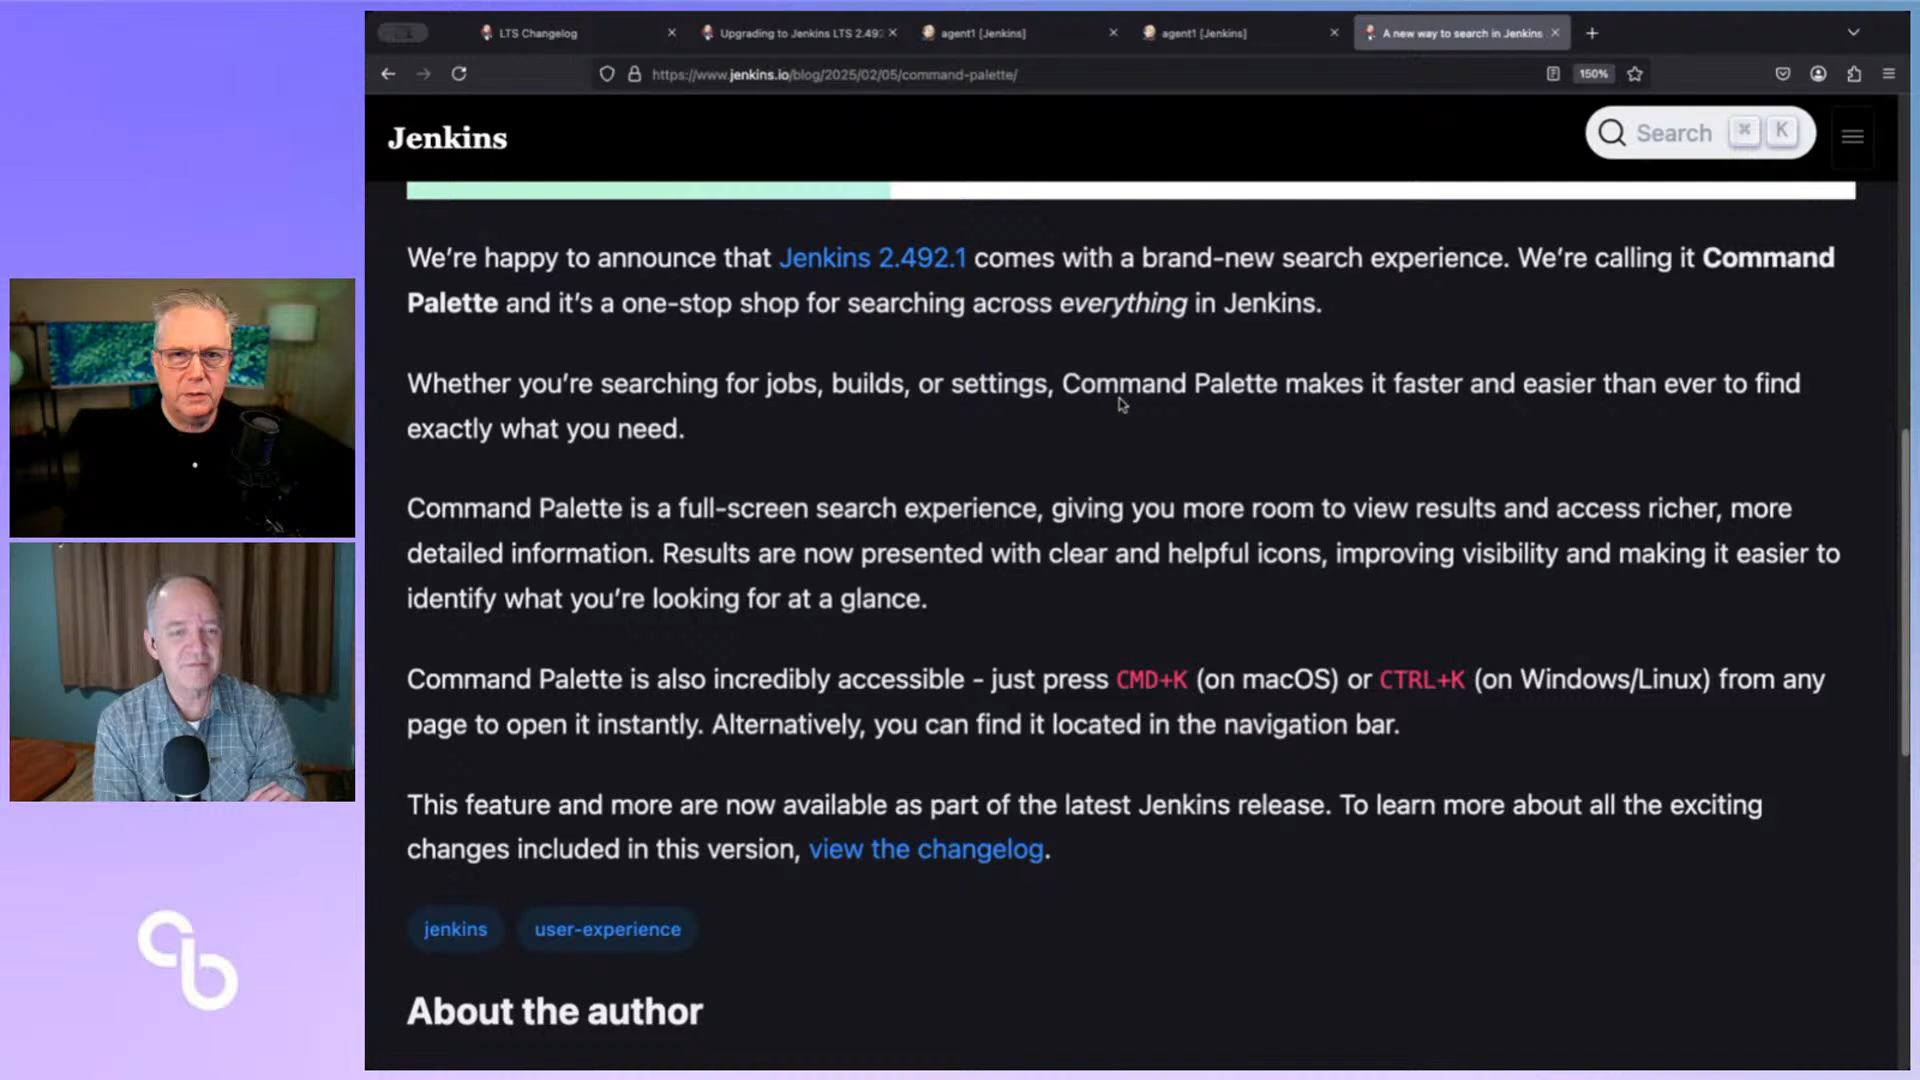 LTS Changelog
Upgrading to Jenkins LTS 2.49
agent1 [Jenkins]
agent1 [Jenkins]
A new way to search in Jenkins
https://www.jenkins.io/blog/2025/02/05/command-palette/
150%
Jenkins
Search ⌘ K
We’re happy to announce that Jenkins 2.492.1 comes with a brand-new search experience. We’re calling it Command
Palette and it’s a one-stop shop for searching across everything in Jenkins.
Whether you’re searching for jobs, builds, or settings, Command Palette makes it faster and easier than ever to find
exactly what you need.
Command Palette is a full-screen search experience, giving you more room to view results and access richer, more
detailed information. Results are now presented with clear and helpful icons, improving visibility and making it easier to
identify what you’re looking for at a glance.
Command Palette is also incredibly accessible - just press CMD+K (on macOS) or CTRL+K (on Windows/Linux) from any
page to open it instantly. Alternatively, you can find it located in the navigation bar.
This feature and more are now available as part of the latest Jenkins release. To learn more about all the exciting
changes included in this version, view the changelog.
jenkins
user-experience
About the author